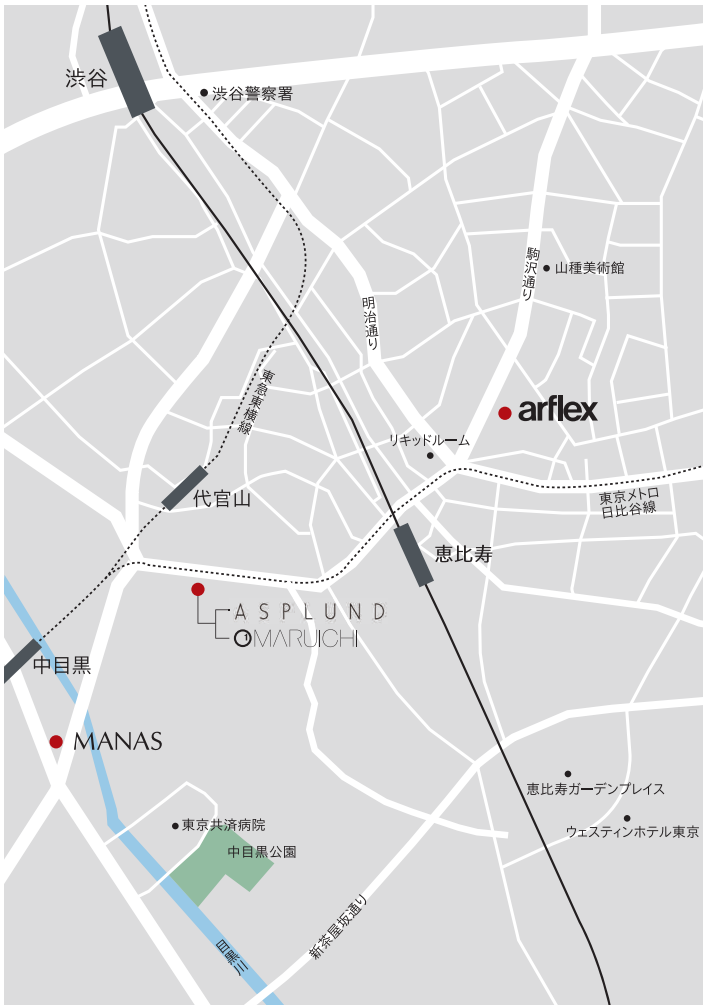 渋谷
渋谷警察署
駒沢通り
山種美術館
明治通り
東急東横線
arflex
リキッドルーム
代官山
東京メトロ
日比谷線
恵比寿
ASPLUND
1 MARUICHI
中目黒
MANAS
恵比寿ガーデンプレイス
ウェスティンホテル東京
東京共済病院
中目黒公園
新茶屋坂通り
目黒川